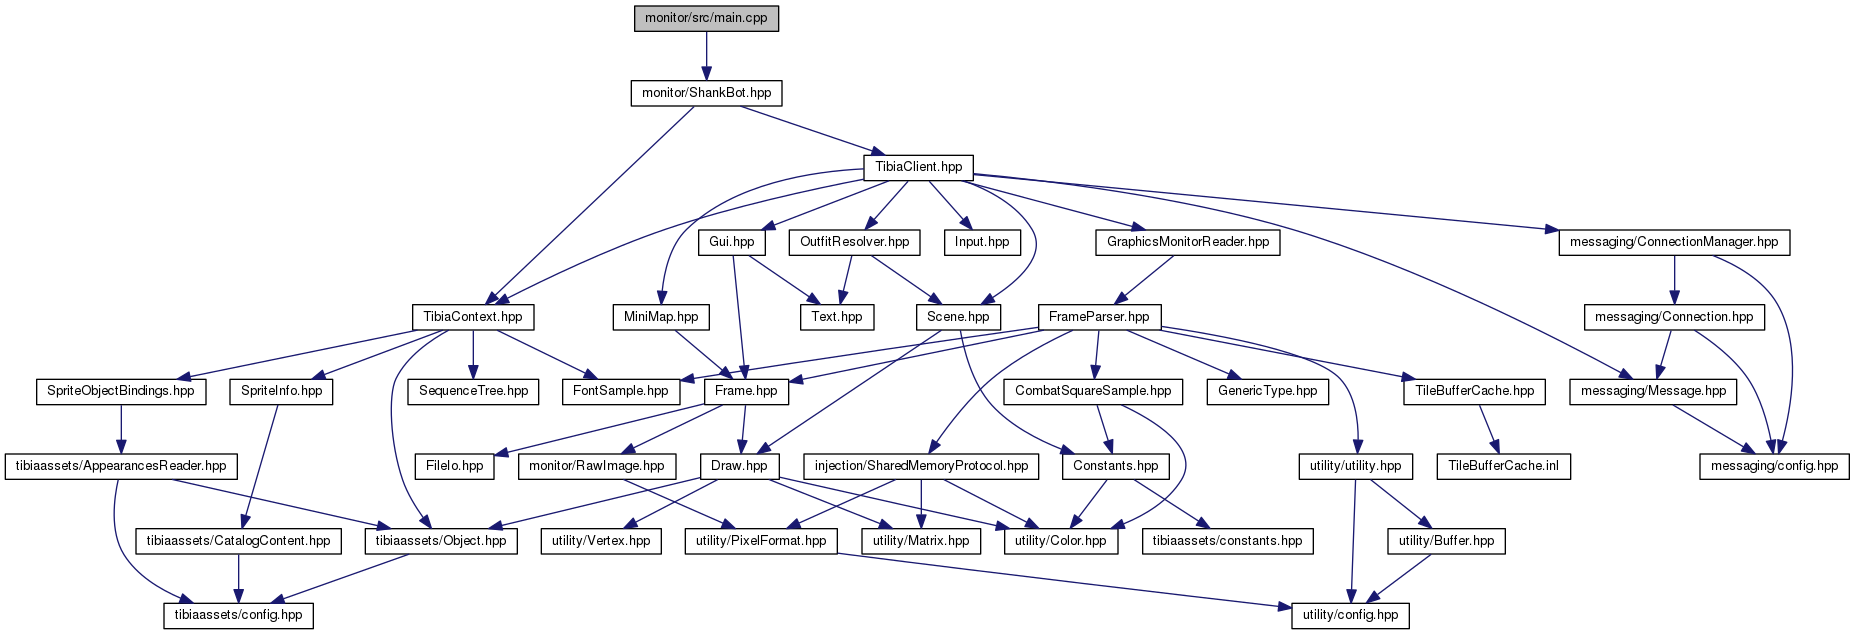 monitor/src/main.cpp
monitor/ShankBot.hpp
TibiaClient.hpp
Gui.hpp
OutfitResolver.hpp
Input.hpp
GraphicsMonitorReader.hpp
messaging/ConnectionManager.hpp
TibiaContext.hpp
MiniMap.hpp
Text.hpp
Scene.hpp
FrameParser.hpp
messaging/Connection.hpp
SpriteObjectBindings.hpp
SpriteInfo.hpp
SequenceTree.hpp
FontSample.hpp
Frame.hpp
CombatSquareSample.hpp
GenericType.hpp
TileBufferCache.hpp
messaging/Message.hpp
tibiaassets/AppearancesReader.hpp
FileIo.hpp
monitor/RawImage.hpp
Draw.hpp
injection/SharedMemoryProtocol.hpp
Constants.hpp
utility/utility.hpp
TileBufferCache.inl
messaging/config.hpp
tibiaassets/CatalogContent.hpp
tibiaassets/Object.hpp
utility/Vertex.hpp
utility/PixelFormat.hpp
utility/Matrix.hpp
utility/Color.hpp
tibiaassets/constants.hpp
utility/Buffer.hpp
tibiaassets/config.hpp
utility/config.hpp